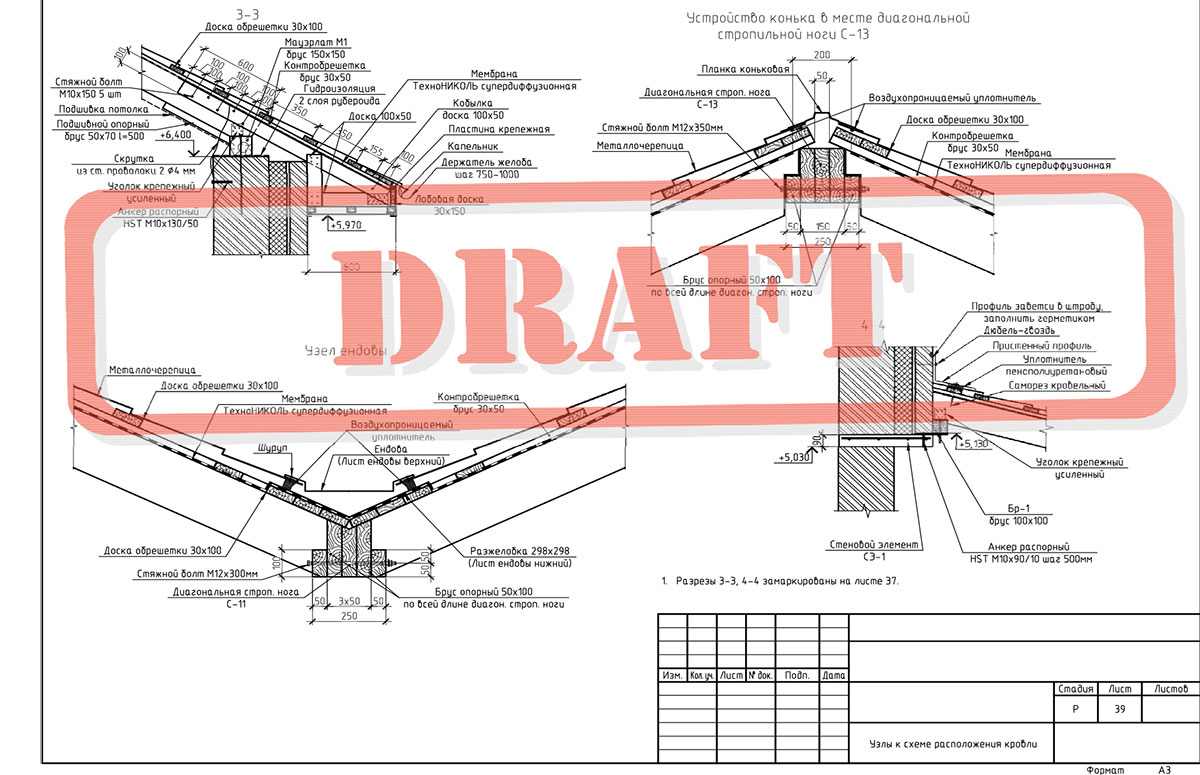 3-3
Доска обрешетки 30х100
Мауэрлат М1
брус 150х150
Контробрешетка
брус 30х50
Гидроизоляция
2 слоя рубероида
Доска 100х50
Мембрана
ТехноНИКОЛЬ супердиффузионная
Кобылка
доска 100х50
Пластина крепежная
Капельник
Держатель желоба
шаг 750-1000
Лобовая доска
30х150
Стяжной болт
М10х150 5 шт
Подшивка потолка
Подшивной опорный
брус 50х70 l=500
Скрутка
из ст. проволоки 2 ф4 мм
Уголок крепежный
усиленный
Анкер распорный
HST М10х130/50
+6,400
+5,970
100
100
600
100
350
250
155
100
600
Устройство конька в месте диагональной
стропильной ноги С-13
200
Планка коньковая
50
Диагональная строп. нога
С-13
Воздухопроницаемый уплотнитель
Стяжной болт М12х350мм
Доска обрешетки 30х100
Металлочерепица
Контробрешетка
брус 30х50
Мембрана
ТехноНИКОЛЬ супердиффузионная
50
150
50
250
Брус опорный 50х100
по всей длине диагон. строп. ноги
DRAFT
Узел ендовы
Металлочерепица
Доска обрешетки 30х100
Мембрана
ТехноНИКОЛЬ супердиффузионная
Контробрешетка
брус 30х50
Воздухопроницаемый
уплотнитель
Шуруп
Ендова
(Лист ендовы верхний)
Доска обрешетки 30х100
Разжелобка 298х298
(Лист ендовы нижний)
Стяжной болт М12х300мм
Диагональная строп. нога
С-11
Брус опорный 50х100
по всей длине диагон. строп. ноги
100
50
50
50
3х50
50
250
4-4
Профиль завести в штробу,
заполнить герметиком
Дюбель-гвоздь
Пристенный профиль
Уплотнитель
пенсполиуретановый
Саморез кровельный
90
+5,130
+5,030
Уголок крепежный
усиленный
Бр-1
брус 100х100
Стеновой элемент
СЭ-1
Анкер распорный
HST М10х90/10 шаг 500мм
1. Разрезы 3-3, 4-4 замаркированы на листе 37.
Изм. Кол.уч. Лист № док. Подп. Дата
Стадия Лист Листов
Р 39
Узлы к схеме расположения кровли
Формат А3